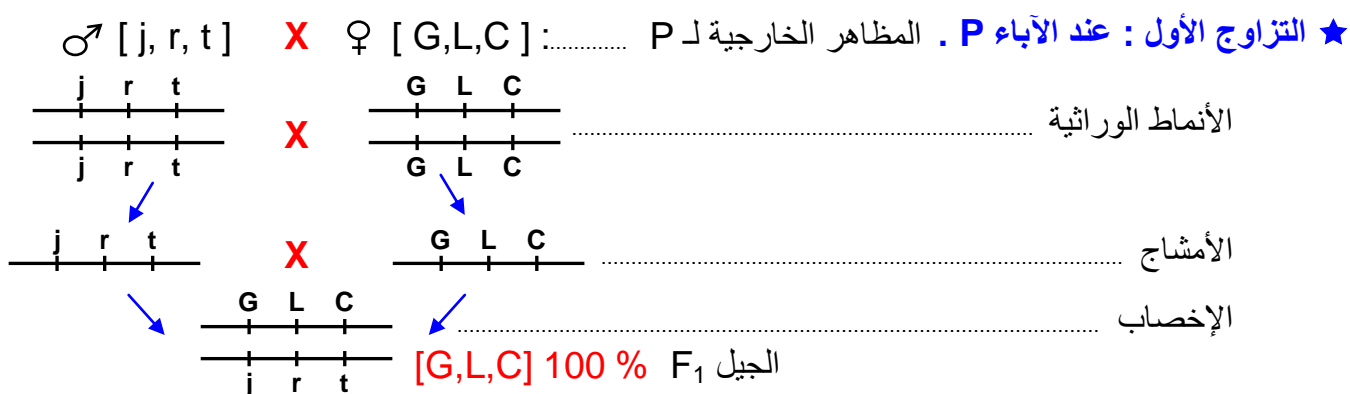 ★ التزاوج الأول : عند الآباء P . المظاهر الخارجية لـ P ............: [ G,L,C ] ♀ X [ j, r, t ] ♂
j r t G L C
الأنماط الوراثية ............ X
j r t G L C
j r t G L C
الأمشاج ............ X
G L C
الإخصاب ............
الجيل F₁ [G,L,C] 100 %
j r t